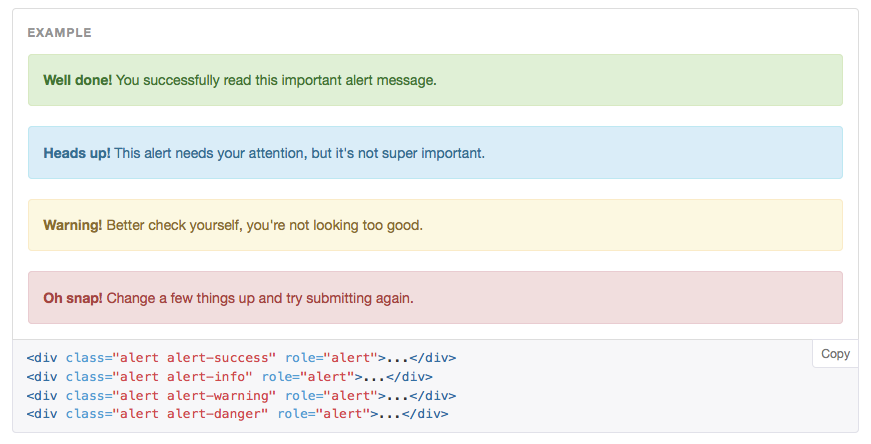 EXAMPLE
Well done! You successfully read this important alert message.
Heads up! This alert needs your attention, but it's not super important.
Warning! Better check yourself, you're not looking too good.
Oh snap! Change a few things up and try submitting again.
Copy
<div class="alert alert-success" role="alert">...</div>
<div class="alert alert-info" role="alert">...</div>
<div class="alert alert-warning" role="alert">...</div>
<div class="alert alert-danger" role="alert">...</div>